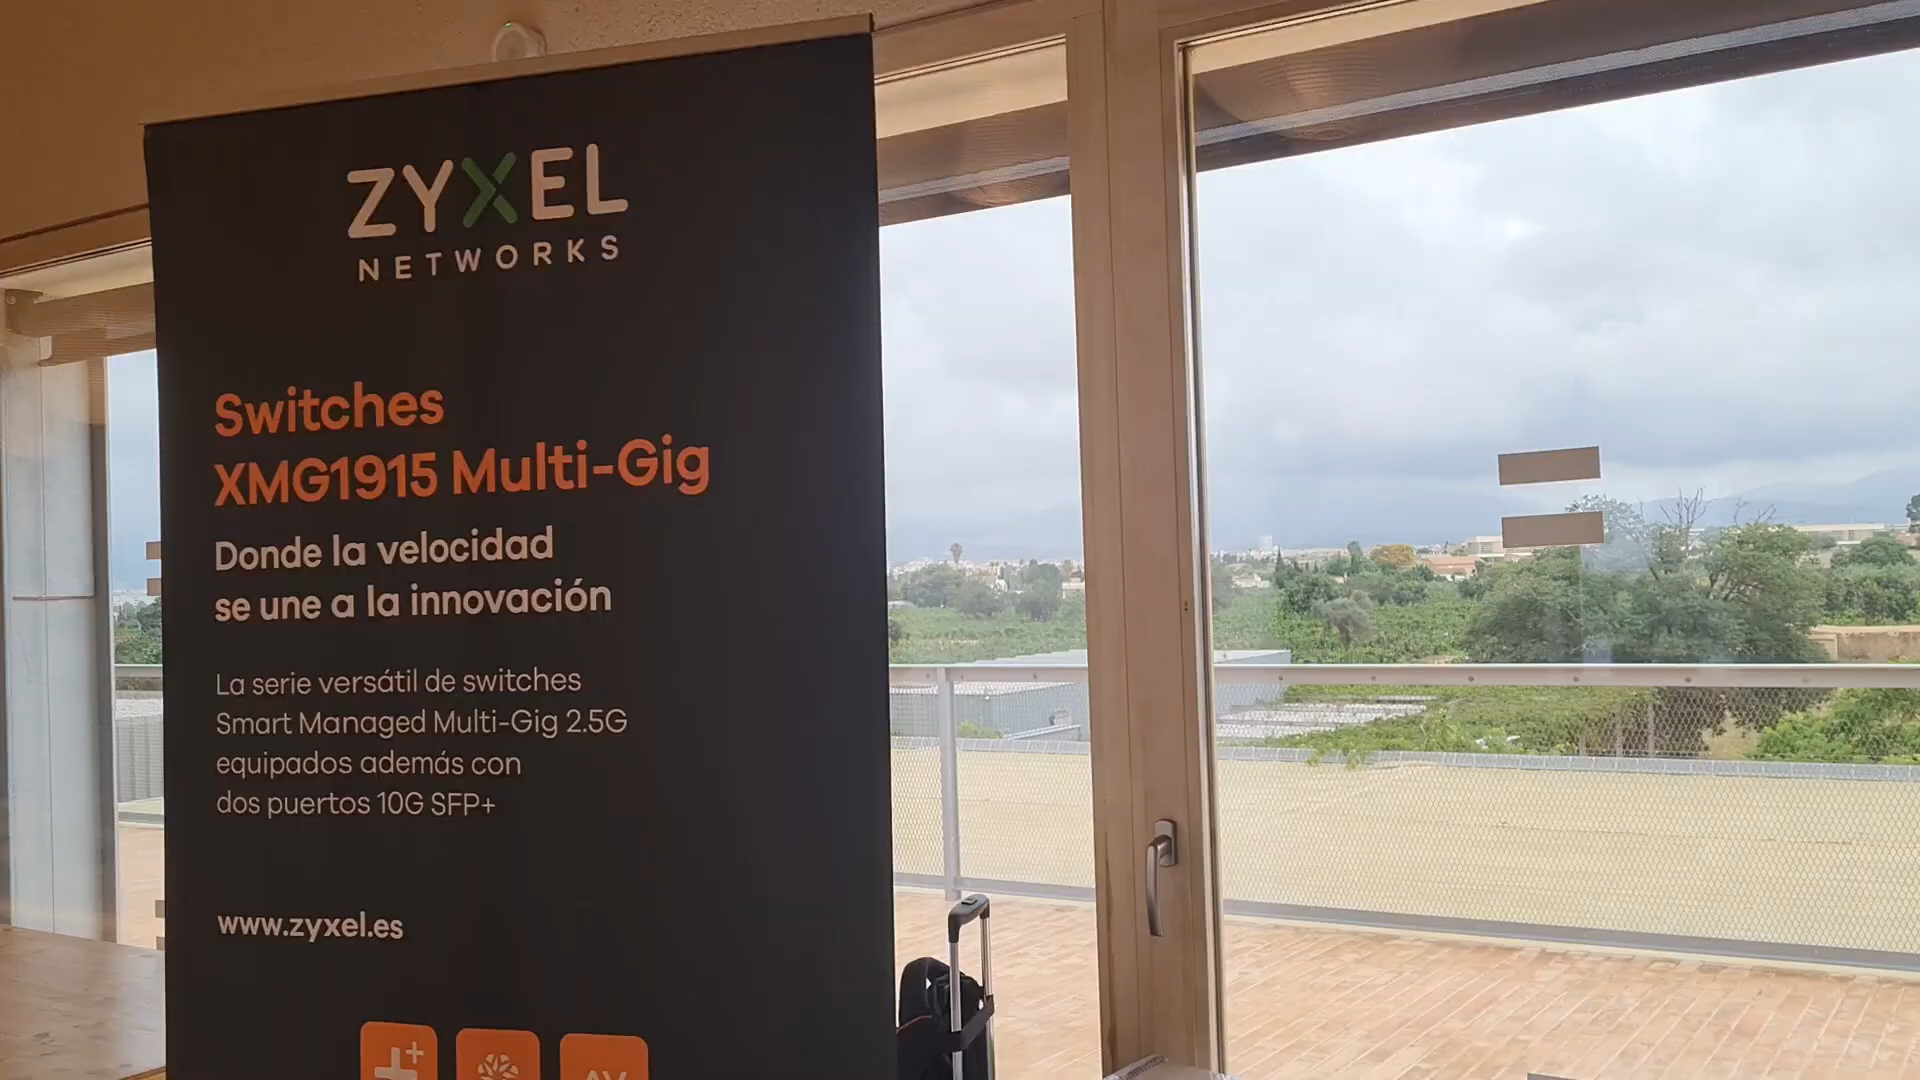 ZYXEL
NETWORKS
Switches
XMG1915 Multi-Gig
Donde la velocidad
se une a la innovación
La serie versátil de switches
Smart Managed Multi-Gig 2.5G
equipados además con
dos puertos 10G SFP+
www.zyxel.es